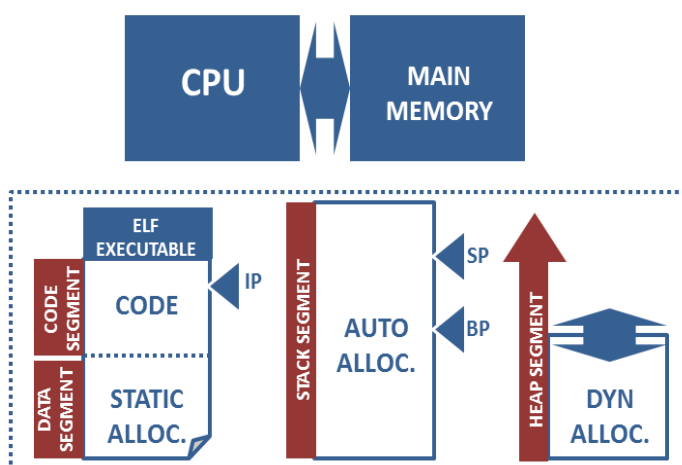 CPU
MAIN
MEMORY
ELF
EXECUTABLE
CODE
SEGMENT
CODE
IP
DATA
SEGMENT
STATIC
ALLOC.
STACK SEGMENT
AUTO
ALLOC.
SP
BP
HEAP SEGMENT
DYN
ALLOC.